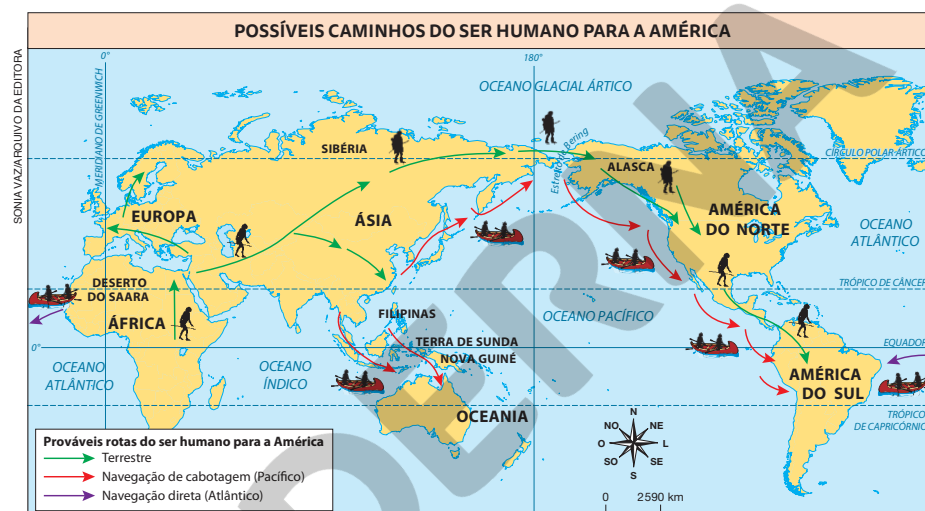 POSSÍVEIS CAMINHOS DO SER HUMANO PARA A AMÉRICA
SONIA VAZ/ARQUIVO DA EDITORA
0°
180°
MERIDIANO DE GREENWICH
OCEANO GLACIAL ÁRTICO
SIBÉRIA
Estreito de Bering
ALASCA
CÍRCULO POLAR ÁRTICO
EUROPA
ÁSIA
AMÉRICA
DO NORTE
OCEANO
ATLÂNTICO
DESERTO
DO SAARA
TRÓPICO DE CÂNCER
ÁFRICA
FILIPINAS
OCEANO PACÍFICO
TERRA DE SUNDA
NOVA GUINÉ
EQUADOR
0°
OCEANO
ATLÂNTICO
OCEANO
ÍNDICO
AMÉRICA
DO SUL
OCEANIA
TRÓPICO
DE CAPRICÓRNIO
N
NO
NE
O
L
SO
SE
S
0
2590 km
Prováveis rotas do ser humano para a América
Terrestre
Navegação de cabotagem (Pacífico)
Navegação direta (Atlântico)